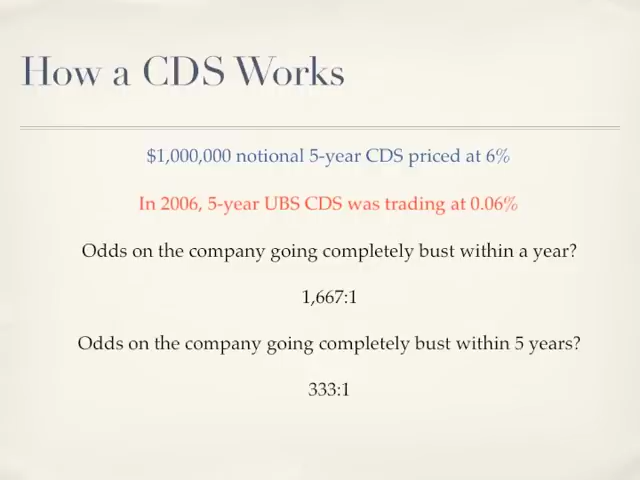 How a CDS Works
$1,000,000 notional 5-year CDS priced at 6%
In 2006, 5-year UBS CDS was trading at 0.06%
Odds on the company going completely bust within a year?
1,667:1
Odds on the company going completely bust within 5 years?
333:1